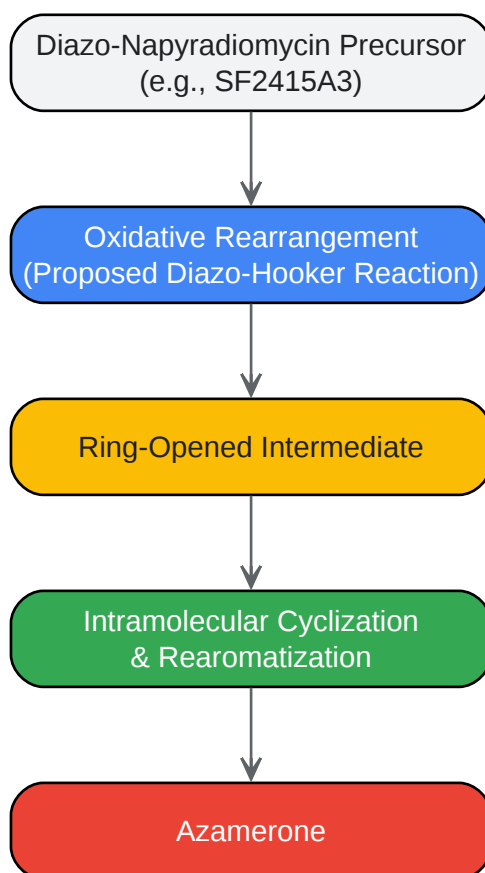 Diazo-Napyradiomycin Precursor
(e.g., SF2415A3)
Oxidative Rearrangement
(Proposed Diazo-Hooker Reaction)
Ring-Opened Intermediate
Intramolecular Cyclization
& Rearomatization
Azamerone